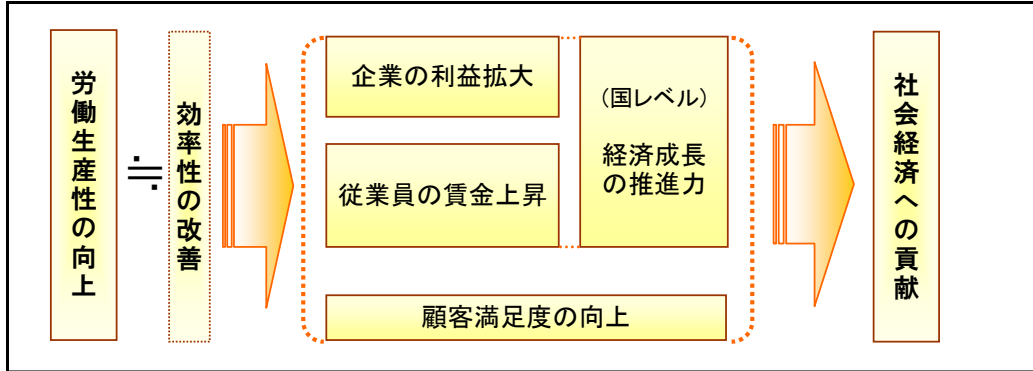 労働生産性の向上
≒
効率性の改善
企業の利益拡大
従業員の賃金上昇
(国レベル)
経済成長
の推進力
顧客満足度の向上
社会経済への貢献